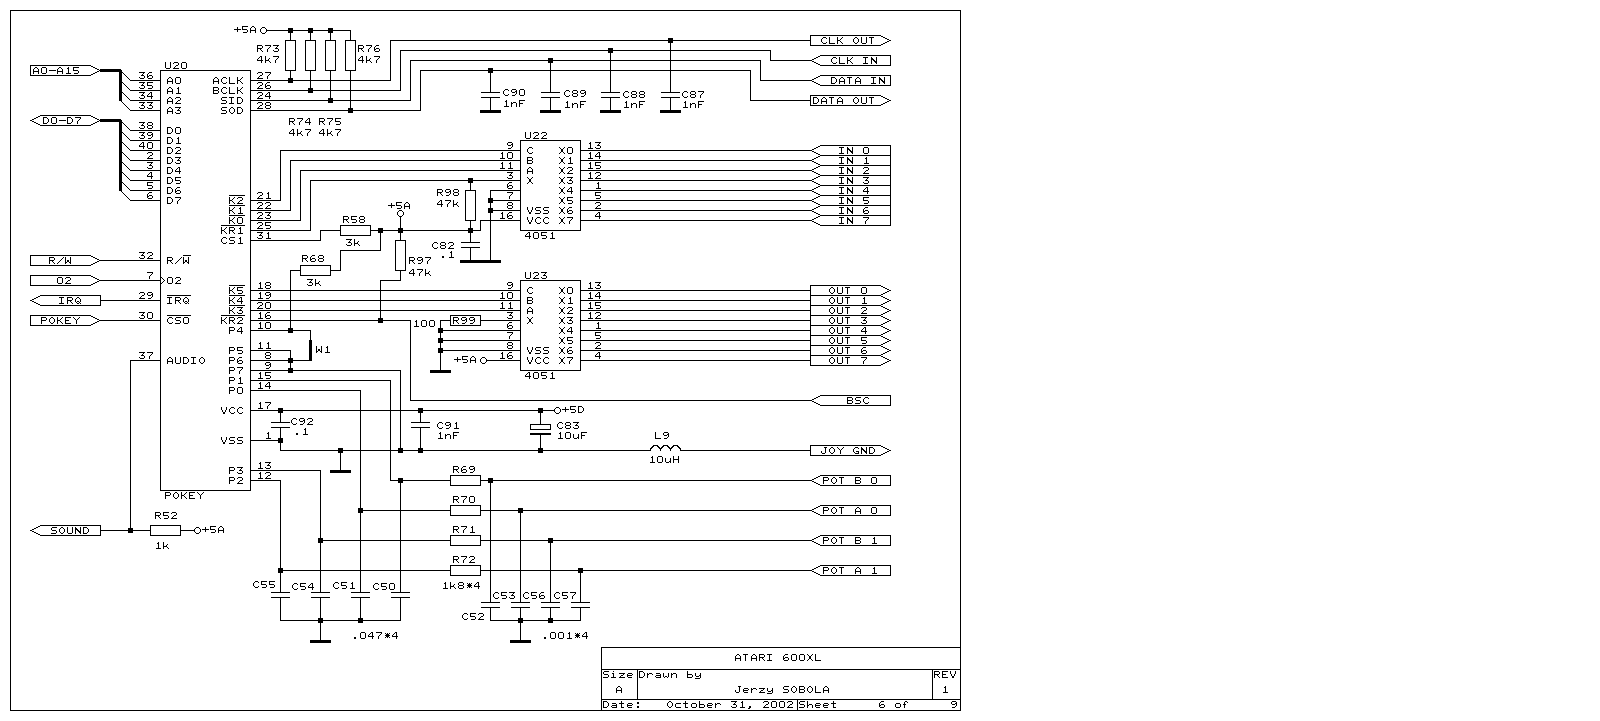 +5A
R73 R76
4k7 4k7
CLK OUT
CLK IN
DATA IN
DATA OUT
C90 C89 C88 C87
1nF 1nF 1nF 1nF
R74 R75
4k7 4k7
A0-A15
D0-D7
R/W
O2
IRQ
POKEY
U20
36 A0 ACLK 27
35 A1 BCLK 26
34 A2 SID 24
33 A3 SOD 28
38 D0
39 D1
40 D2
2 D3
3 D4
4 D5
5 D6
6 D7
K2 21
K1 22
K0 23
KR1 25
CS1 31
32 R/W
7 O2
29 IRQ
30 CS0
K5 18
K4 19
K3 20
KR2 16
P4 10
37 AUDIO
P5 11
P6 8
P7 9
P1 15
P0 14
VCC 17
VSS 1
P3 13
P2 12
POKEY
U22
9 C X0 13
10 B X1 14
11 A X2 15
3 X X3 12
6 X4 1
7 X5 5
8 VSS X6 2
16 VCC X7 4
4051
IN 0
IN 1
IN 2
IN 3
IN 4
IN 5
IN 6
IN 7
R98
47k
+5A
R58
3k
C82
.1
R68
3k
R97
47k
U23
9 C X0 13
10 B X1 14
11 A X2 15
3 X X3 12
6 X4 1
7 X5 5
8 VSS X6 2
16 VCC X7 4
4051
100 R99
+5A
OUT 0
OUT 1
OUT 2
OUT 3
OUT 4
OUT 5
OUT 6
OUT 7
W1
BSC
+5D
C92
.1
C91
1nF
C83
10uF
L9
10uH
JOY GND
R69
POT B 0
R70
POT A 0
R71
POT B 1
R72
1k8*4
POT A 1
SOUND
R52
1k
+5A
C55 C54 C51 C50
.047*4
C52 C53 C56 C57
.001*4
ATARI 600XL
Size Drawn by REV
A Jerzy SOBOLA 1
Date: October 31, 2002 Sheet 6 of 9